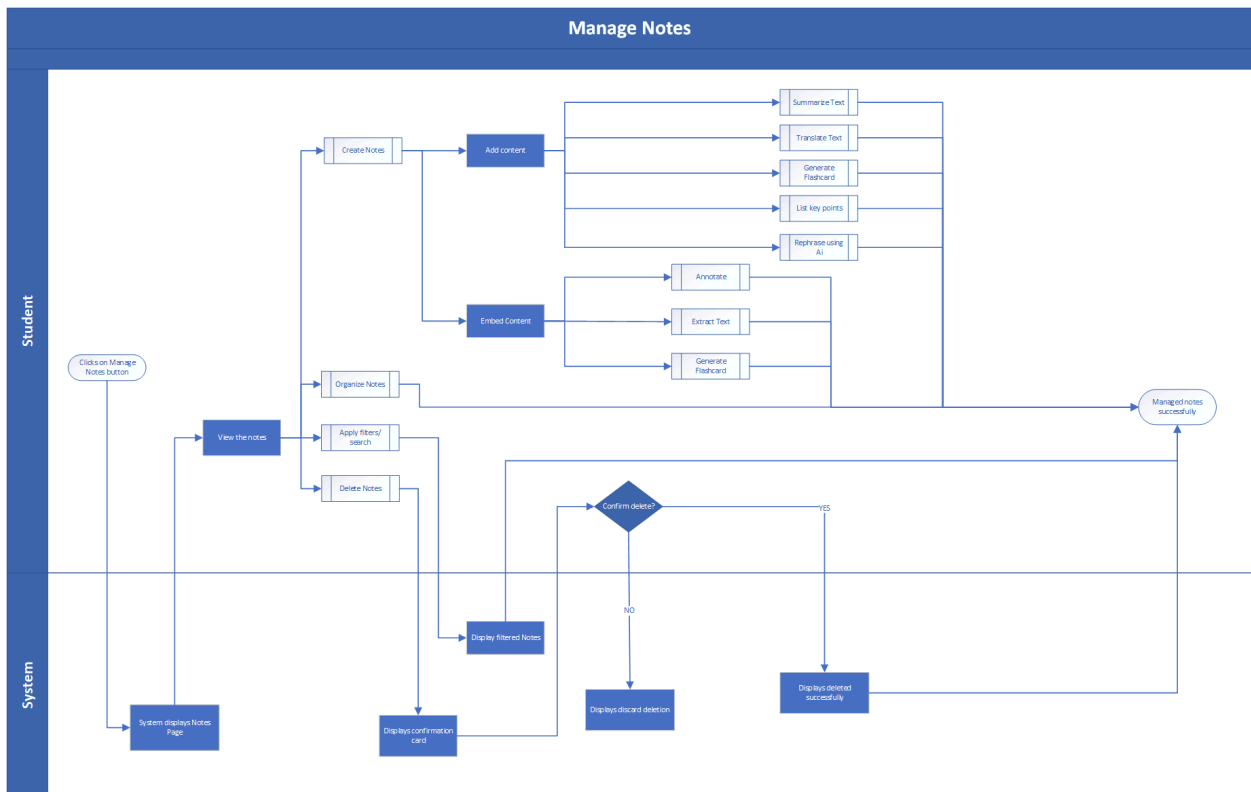 Manage Notes
Student
Summarize Text
Create Notes
Add content
Translate Text
Generate
Flashcard
List key points
Rephrase using
Ai
Annotate
Embed Content
Extract Text
Clicks on Manage
Notes button
Generate
Flashcard
Organize Notes
Managed notes
successfully
View the notes
Apply filters/
search
Delete Notes
Confirm delete?
YES
System
NO
Display filtered Notes
Displays deleted
successfully
Displays discard deletion
System displays Notes
Page
Displays confirmation
card